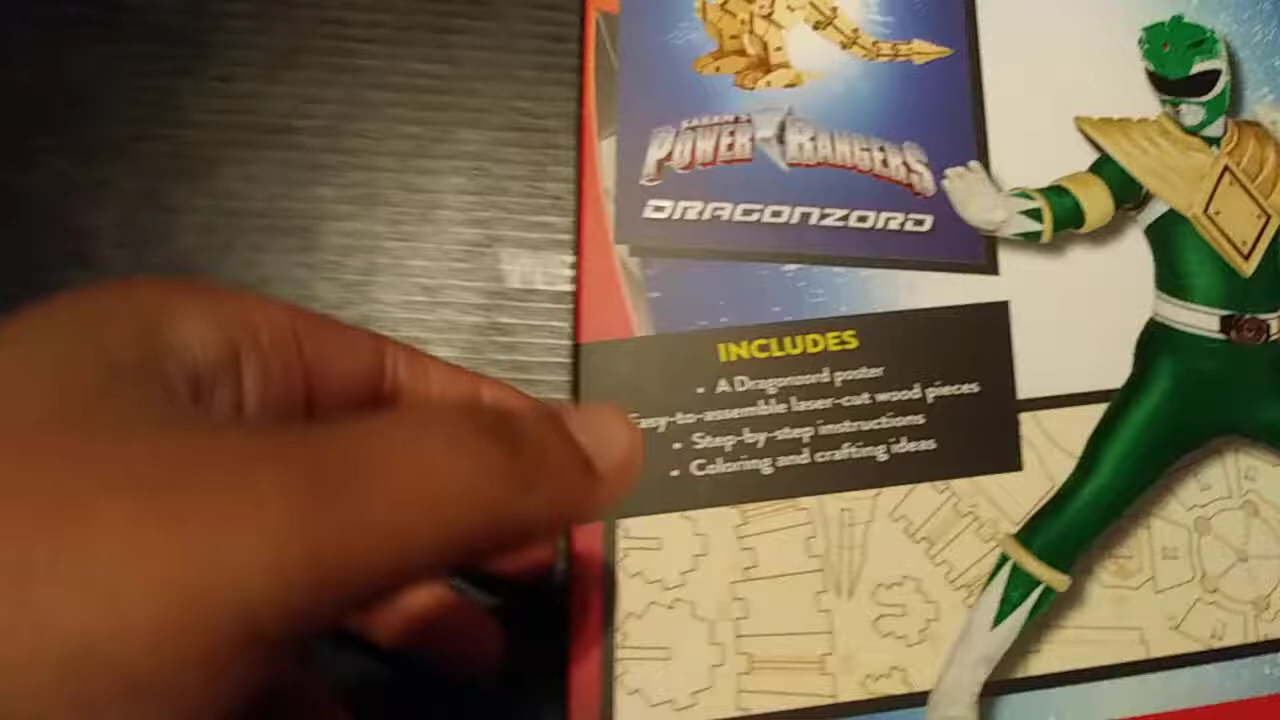 SABAN'S
POWER RANGERS
DRAGONZORD
INCLUDES
• A Dragonzord poster
Easy-to-assemble laser-cut wood pieces
• Step-by-step instructions
• Coloring and crafting ideas